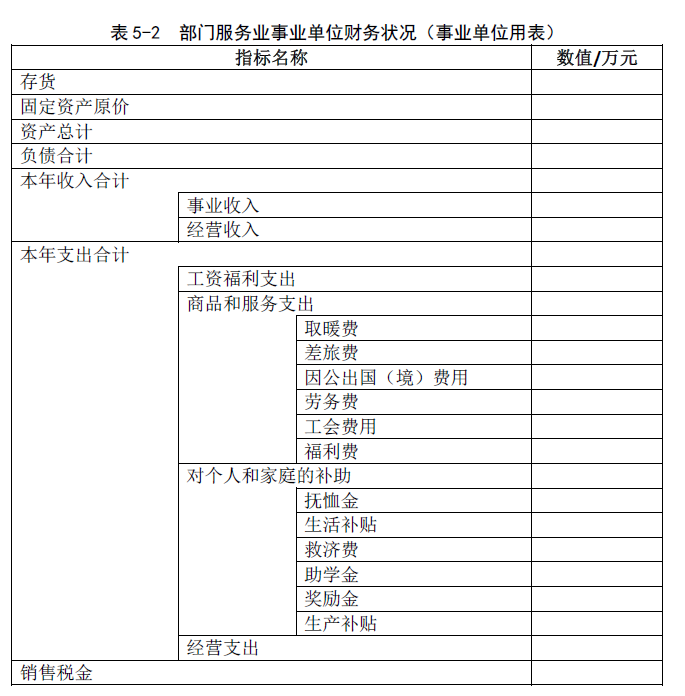 表 5-2 部门服务业事业单位财务状况（事业单位用表）
指标名称 数值/万元
存货
固定资产原价
资产总计
负债合计
本年收入合计
事业收入
经营收入
本年支出合计
工资福利支出
商品和服务支出
取暖费
差旅费
因公出国（境）费用
劳务费
工会费用
福利费
对个人和家庭的补助
抚恤金
生活补贴
救济费
助学金
奖励金
生产补贴
经营支出
销售税金